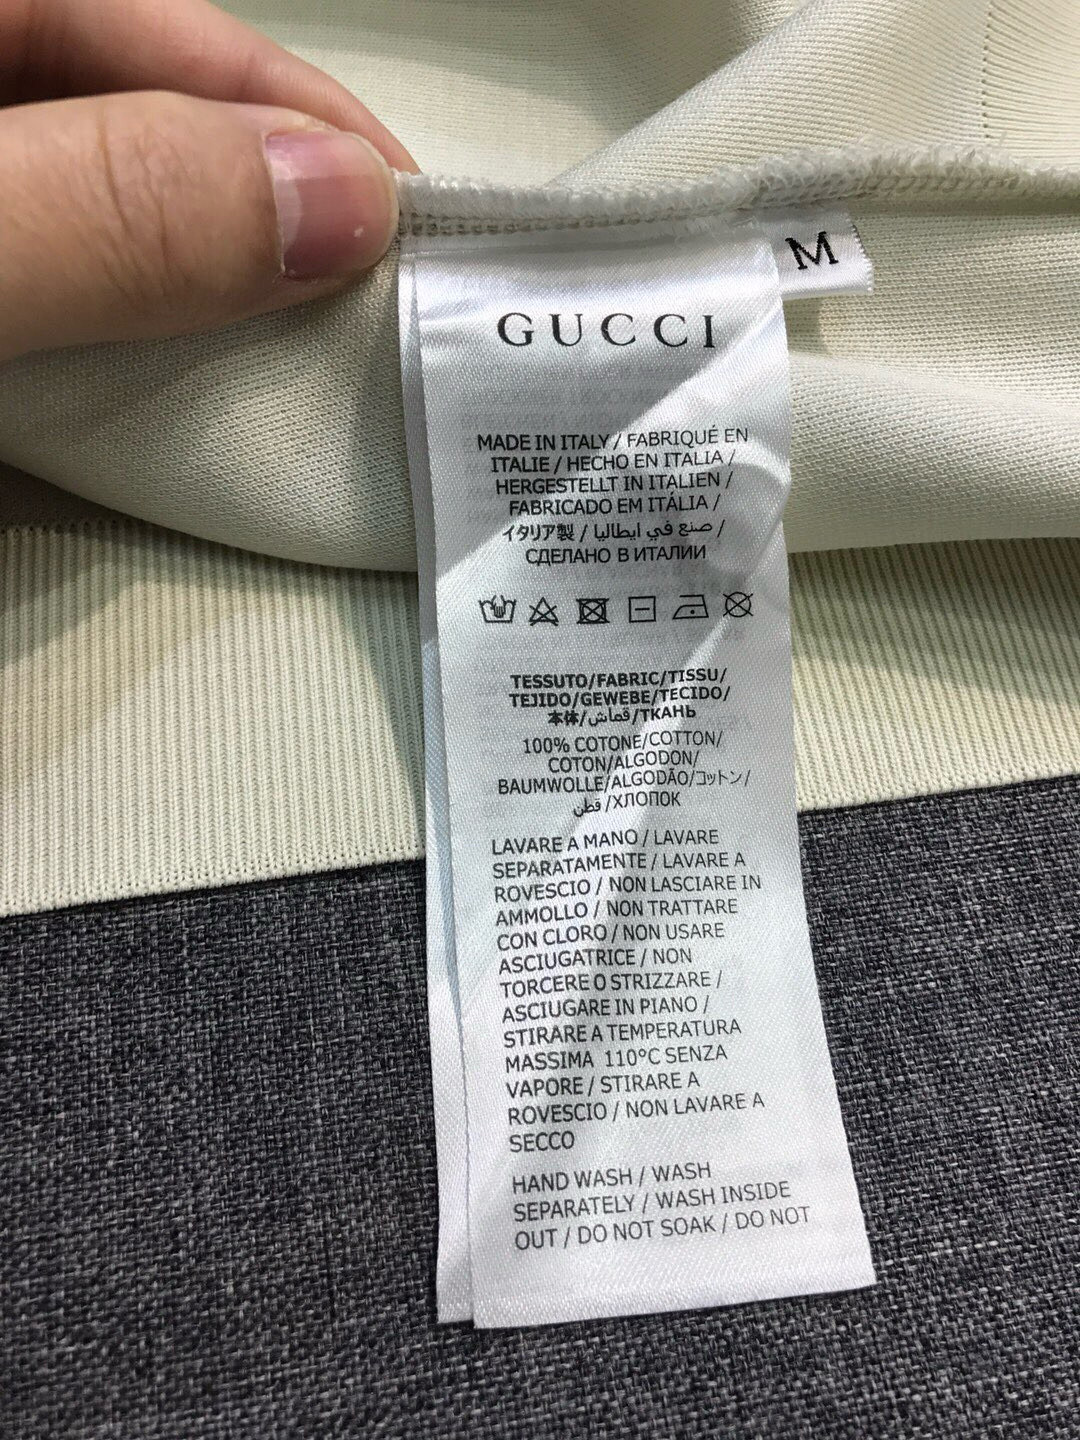 M
GUCCI
MADE IN ITALY / FABRIQUÉ EN
ITALIE / HECHO EN ITALIA /
HERGESTELLT IN ITALIEN /
FABRICADO EM ITÁLIA /
イタリア製 / صنع في ايطاليا /
СДЕЛАНО В ИТАЛИИ
TESSUTO/FABRIC/TISSU/
TEJIDO/GEWEBE/TECIDO/
本体/قماش/ТКАНЬ
100% COTONE/COTTON/
COTON/ALGODON/
BAUMWOLLE/ALGODÃO/コットン/
قطن/ХЛОПОК
LAVARE A MANO / LAVARE
SEPARATAMENTE / LAVARE A
ROVESCIO / NON LASCIARE IN
AMMOLLO / NON TRATTARE
CON CLORO / NON USARE
ASCIUGATRICE / NON
TORCERE O STRIZZARE /
ASCIUGARE IN PIANO /
STIRARE A TEMPERATURA
MASSIMA 110°C SENZA
VAPORE / STIRARE A
ROVESCIO / NON LAVARE A
SECCO
HAND WASH / WASH
SEPARATELY / WASH INSIDE
OUT / DO NOT SOAK / DO NOT